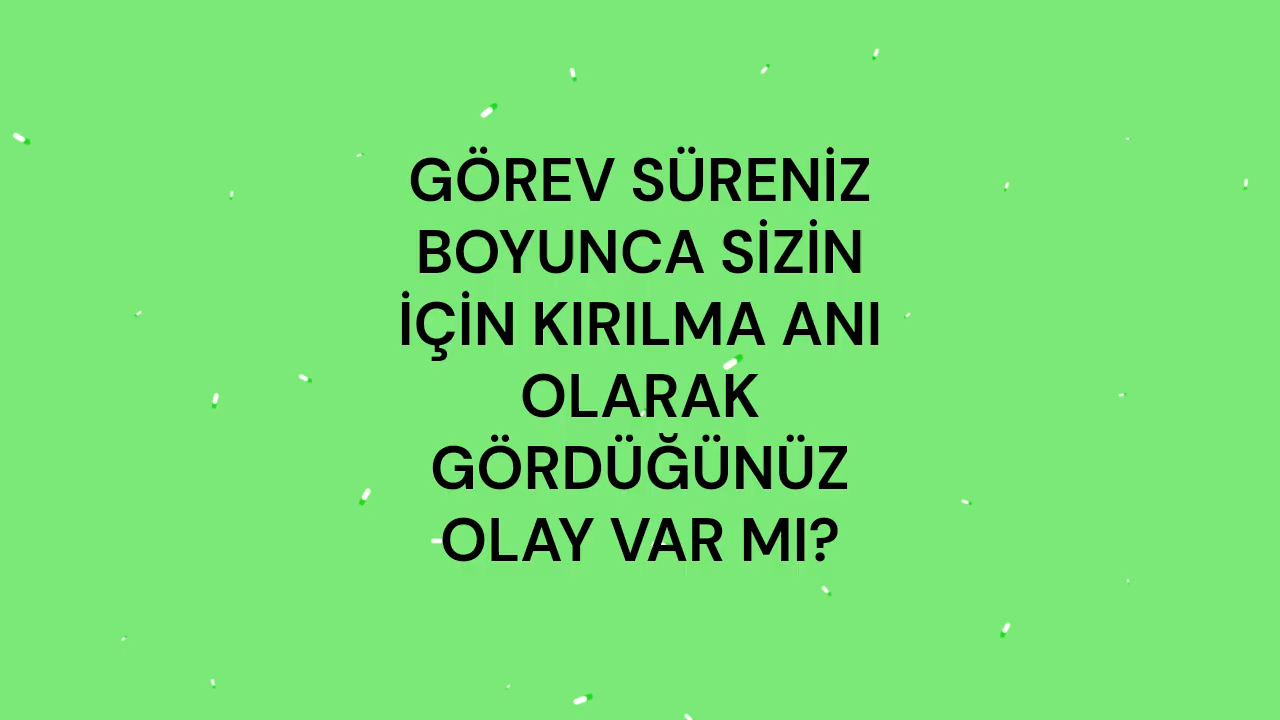 GÖREV SÜRENİZ
BOYUNCA SİZİN
İÇİN KIRILMA ANI
OLARAK
GÖRDÜĞÜNÜZ
OLAY VAR MI?